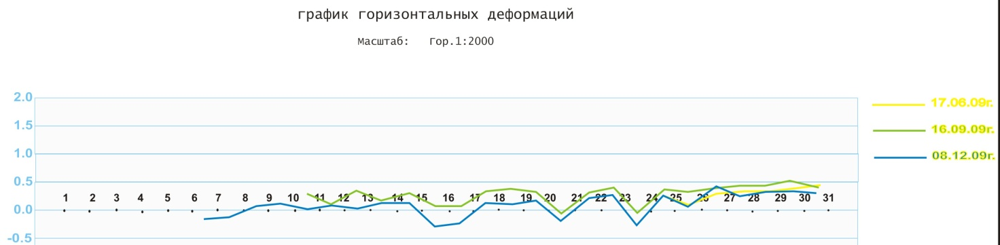 график горизонтальных деформаций
Масштаб: Гор.1:2000
2.0
17.06.09г.
1.5
16.09.09г.
1.0
08.12.09г.
0.5
1 2 3 4 5 6 7 8 9 10 11 12 13 14 15 16 17 18 19 20 21 22 23 24 25 26 27 28 29 30 31
0.0
-0.5